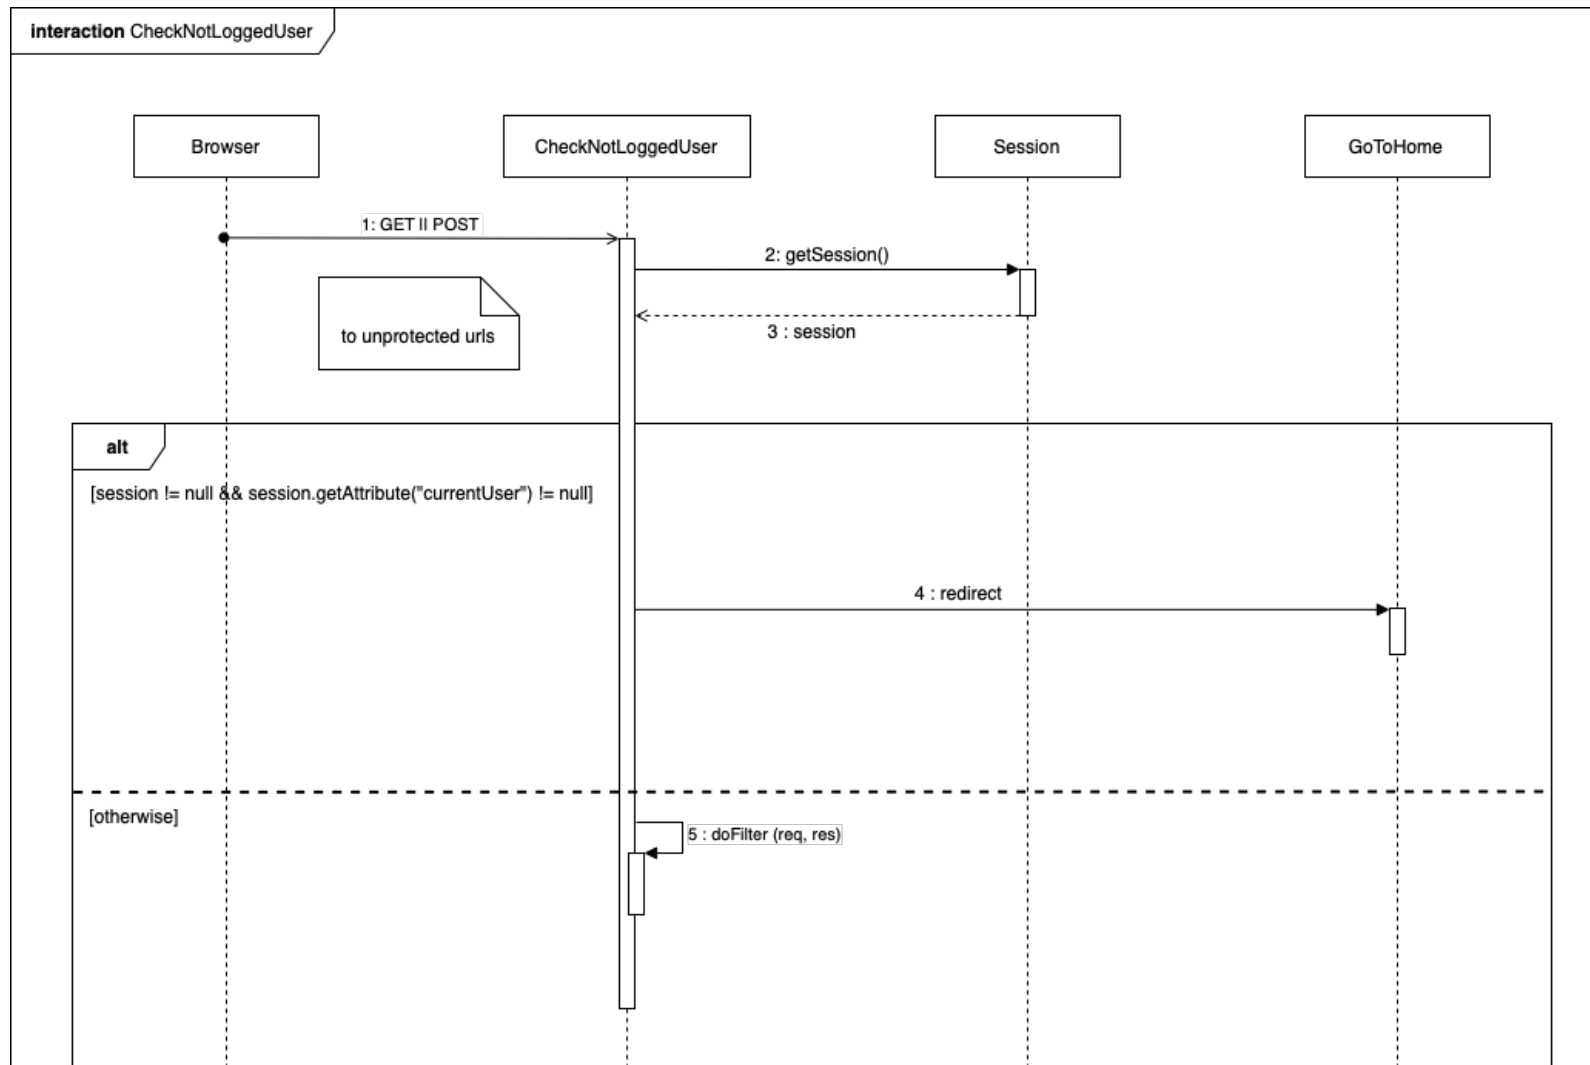 interaction CheckNotLoggedUser
Browser
CheckNotLoggedUser
Session
GoToHome
1: GET II POST
2: getSession()
to unprotected urls
3 : session
alt
[session != null && session.getAttribute("currentUser") != null]
4 : redirect
[otherwise]
5 : doFilter (req, res)